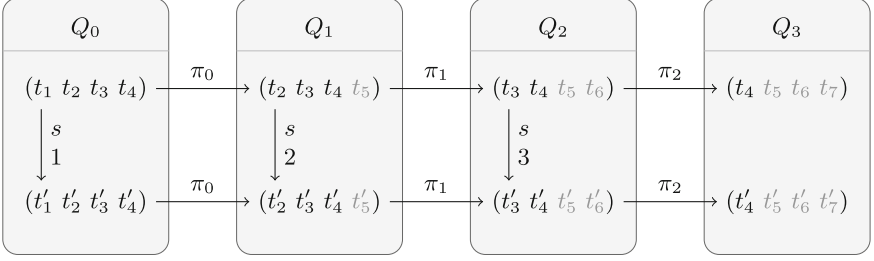 Q₀ Q₁ Q₂ Q₃
(t₁ t₂ t₃ t₄) π₀ (t₂ t₃ t₄ t₅) π₁ (t₃ t₄ t₅ t₆) π₂ (t₄ t₅ t₆ t₇)
s s s
1 2 3
(t′₁ t′₂ t′₃ t′₄) π₀ (t′₂ t′₃ t′₄ t′₅) π₁ (t′₃ t′₄ t′₅ t′₆) π₂ (t′₄ t′₅ t′₆ t′₇)